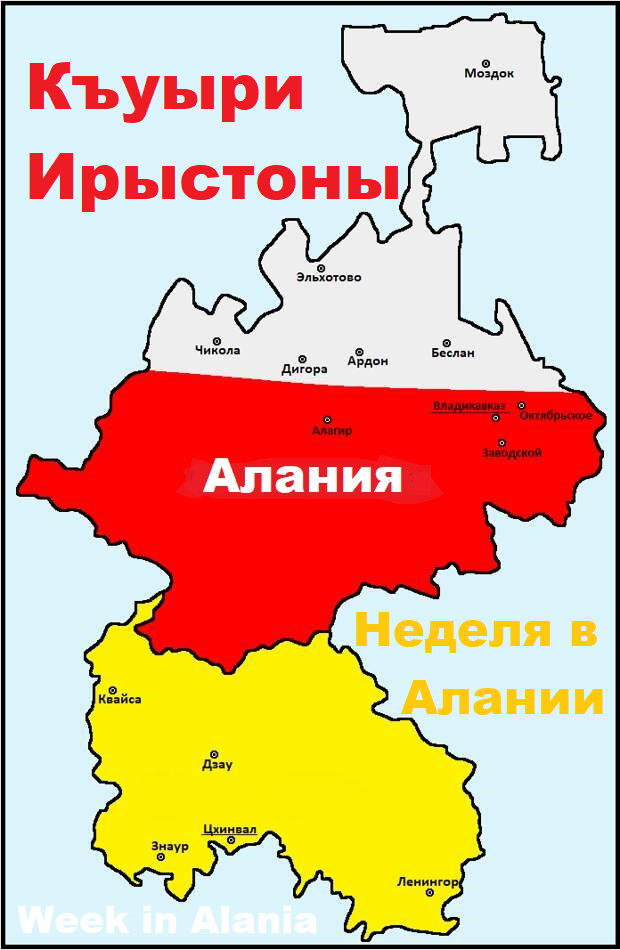 Къуыри
Ирыстоны
Моздок
Эльхотово
Чикола
Дигора
Ардон
Беслан
Владикавказ
Октябрьское
Алагир
Заводской
Алания
Неделя в
Алании
Квайса
Дзау
Цхинвал
Знаур
Ленингор
Week in Alania